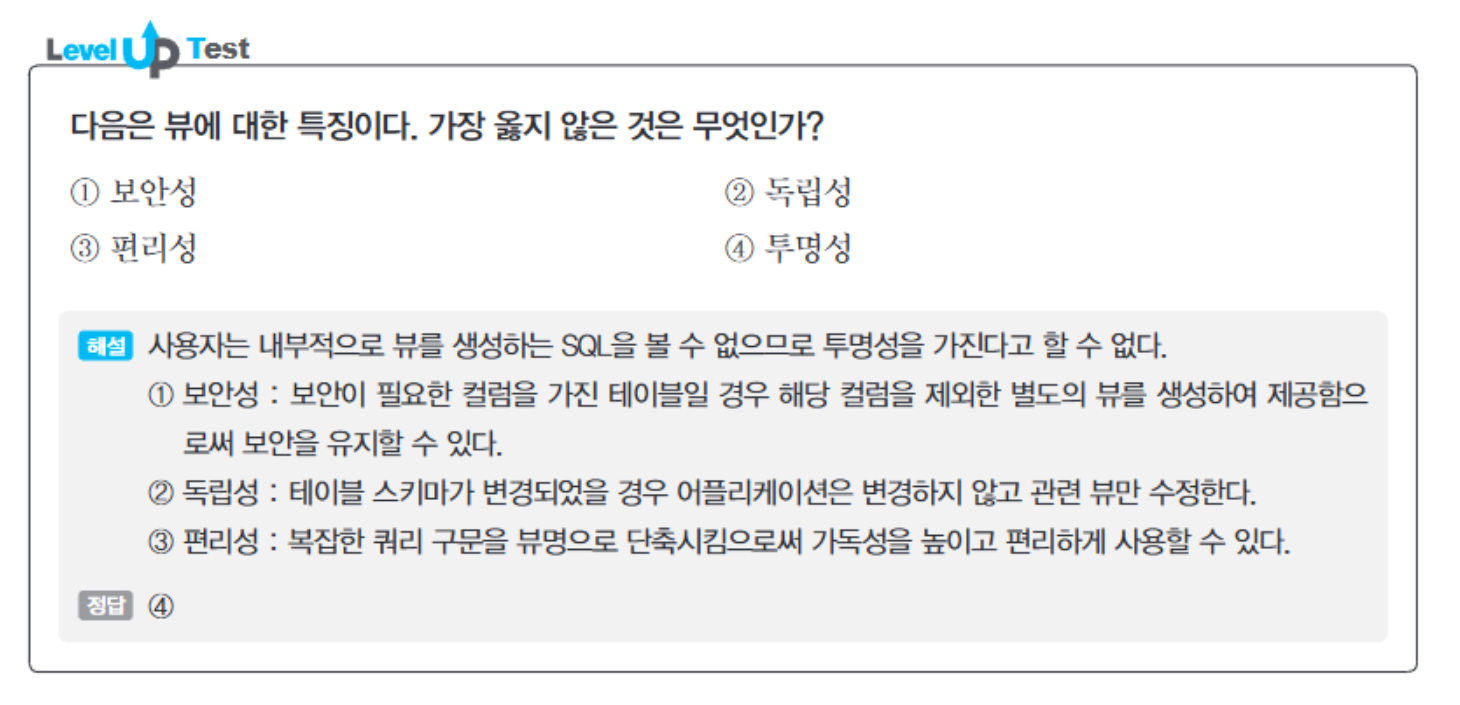 Level Up Test
다음은 뷰에 대한 특징이다. 가장 옳지 않은 것은 무엇인가?
① 보안성 ② 독립성
③ 편리성 ④ 투명성
해설 사용자는 내부적으로 뷰를 생성하는 SQL을 볼 수 없으므로 투명성을 가진다고 할 수 없다.
① 보안성 : 보안이 필요한 컬럼을 가진 테이블일 경우 해당 컬럼을 제외한 별도의 뷰를 생성하여 제공함으
로써 보안을 유지할 수 있다.
② 독립성 : 테이블 스키마가 변경되었을 경우 어플리케이션은 변경하지 않고 관련 뷰만 수정한다.
③ 편리성 : 복잡한 쿼리 구문을 뷰명으로 단축시킴으로써 가독성을 높이고 편리하게 사용할 수 있다.
정답 ④